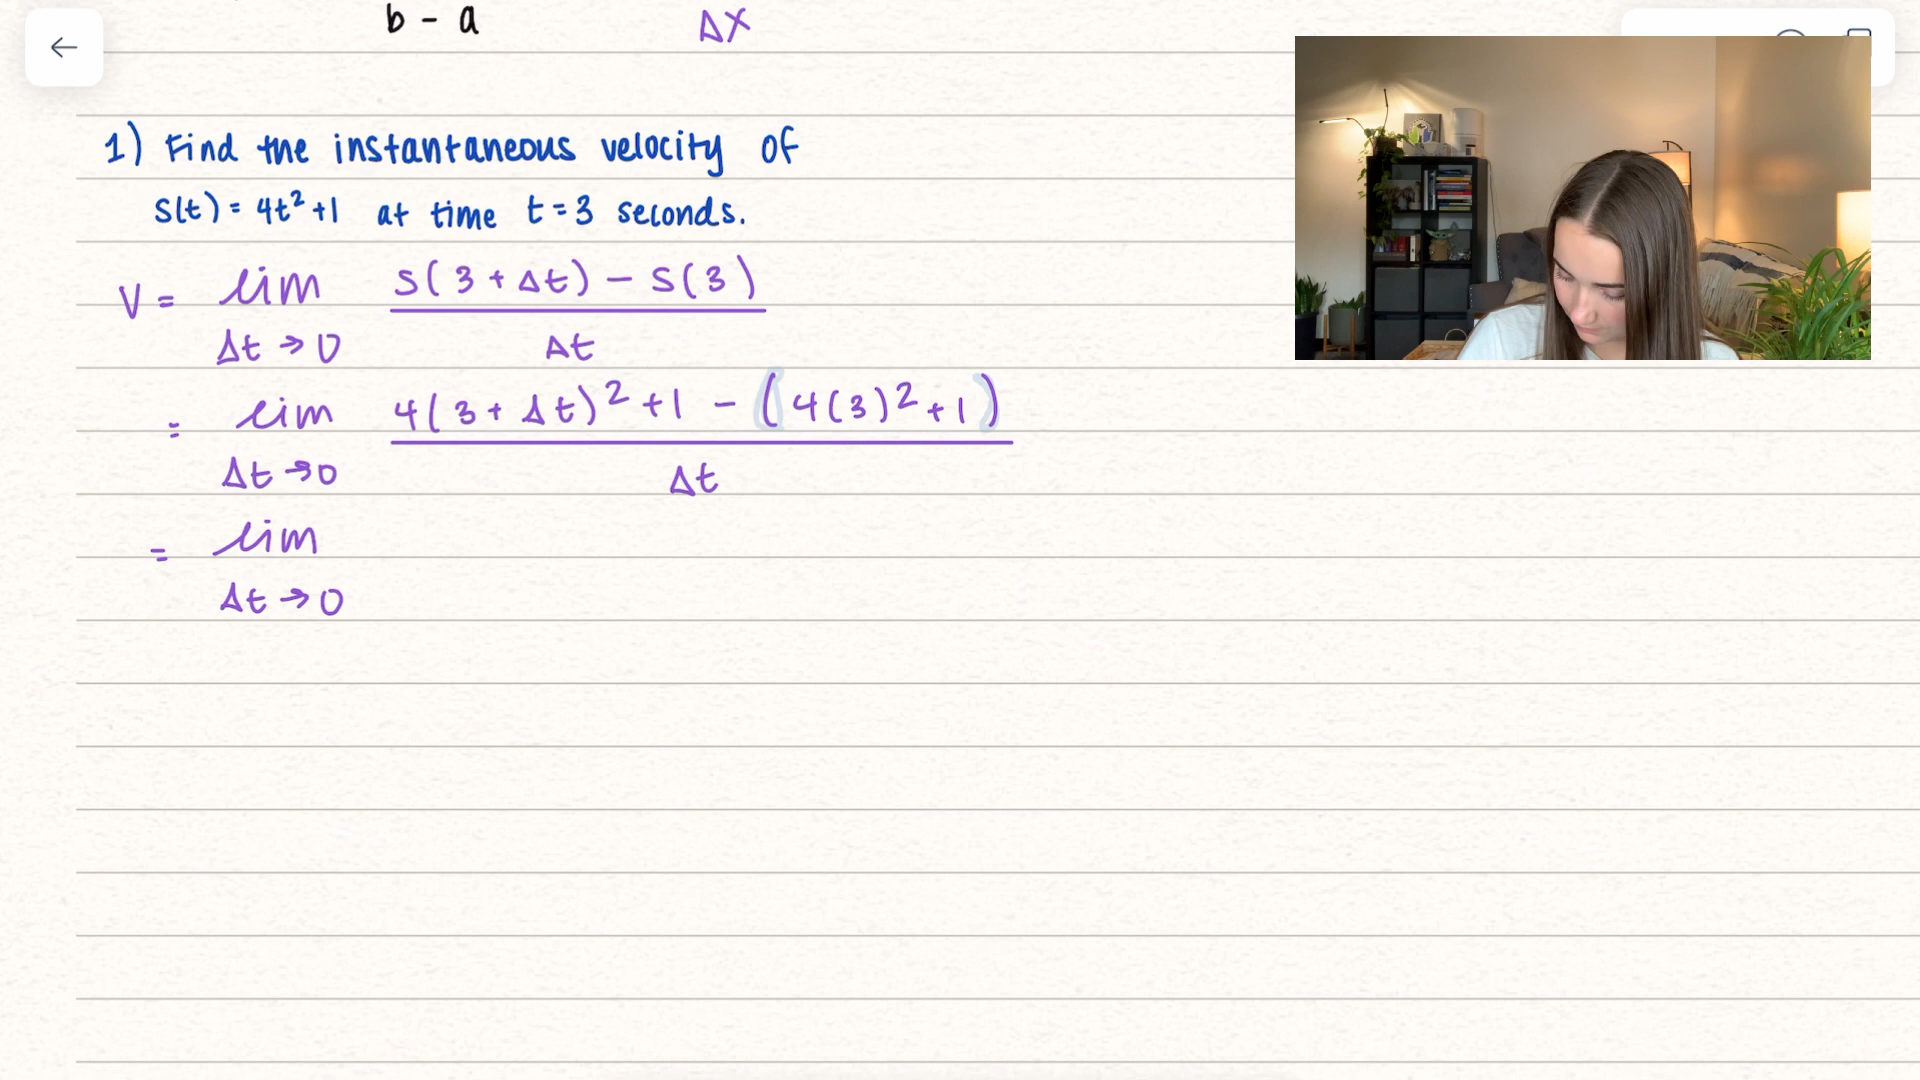 b - a    Δx
1) Find the instantaneous velocity of
s(t) = 4t² + 1 at time t = 3 seconds.
V = lim s(3 + Δt) - s(3)
Δt → 0 Δt
= lim 4(3 + Δt)² + 1 - (4(3)² + 1)
Δt → 0 Δt
= lim
Δt → 0